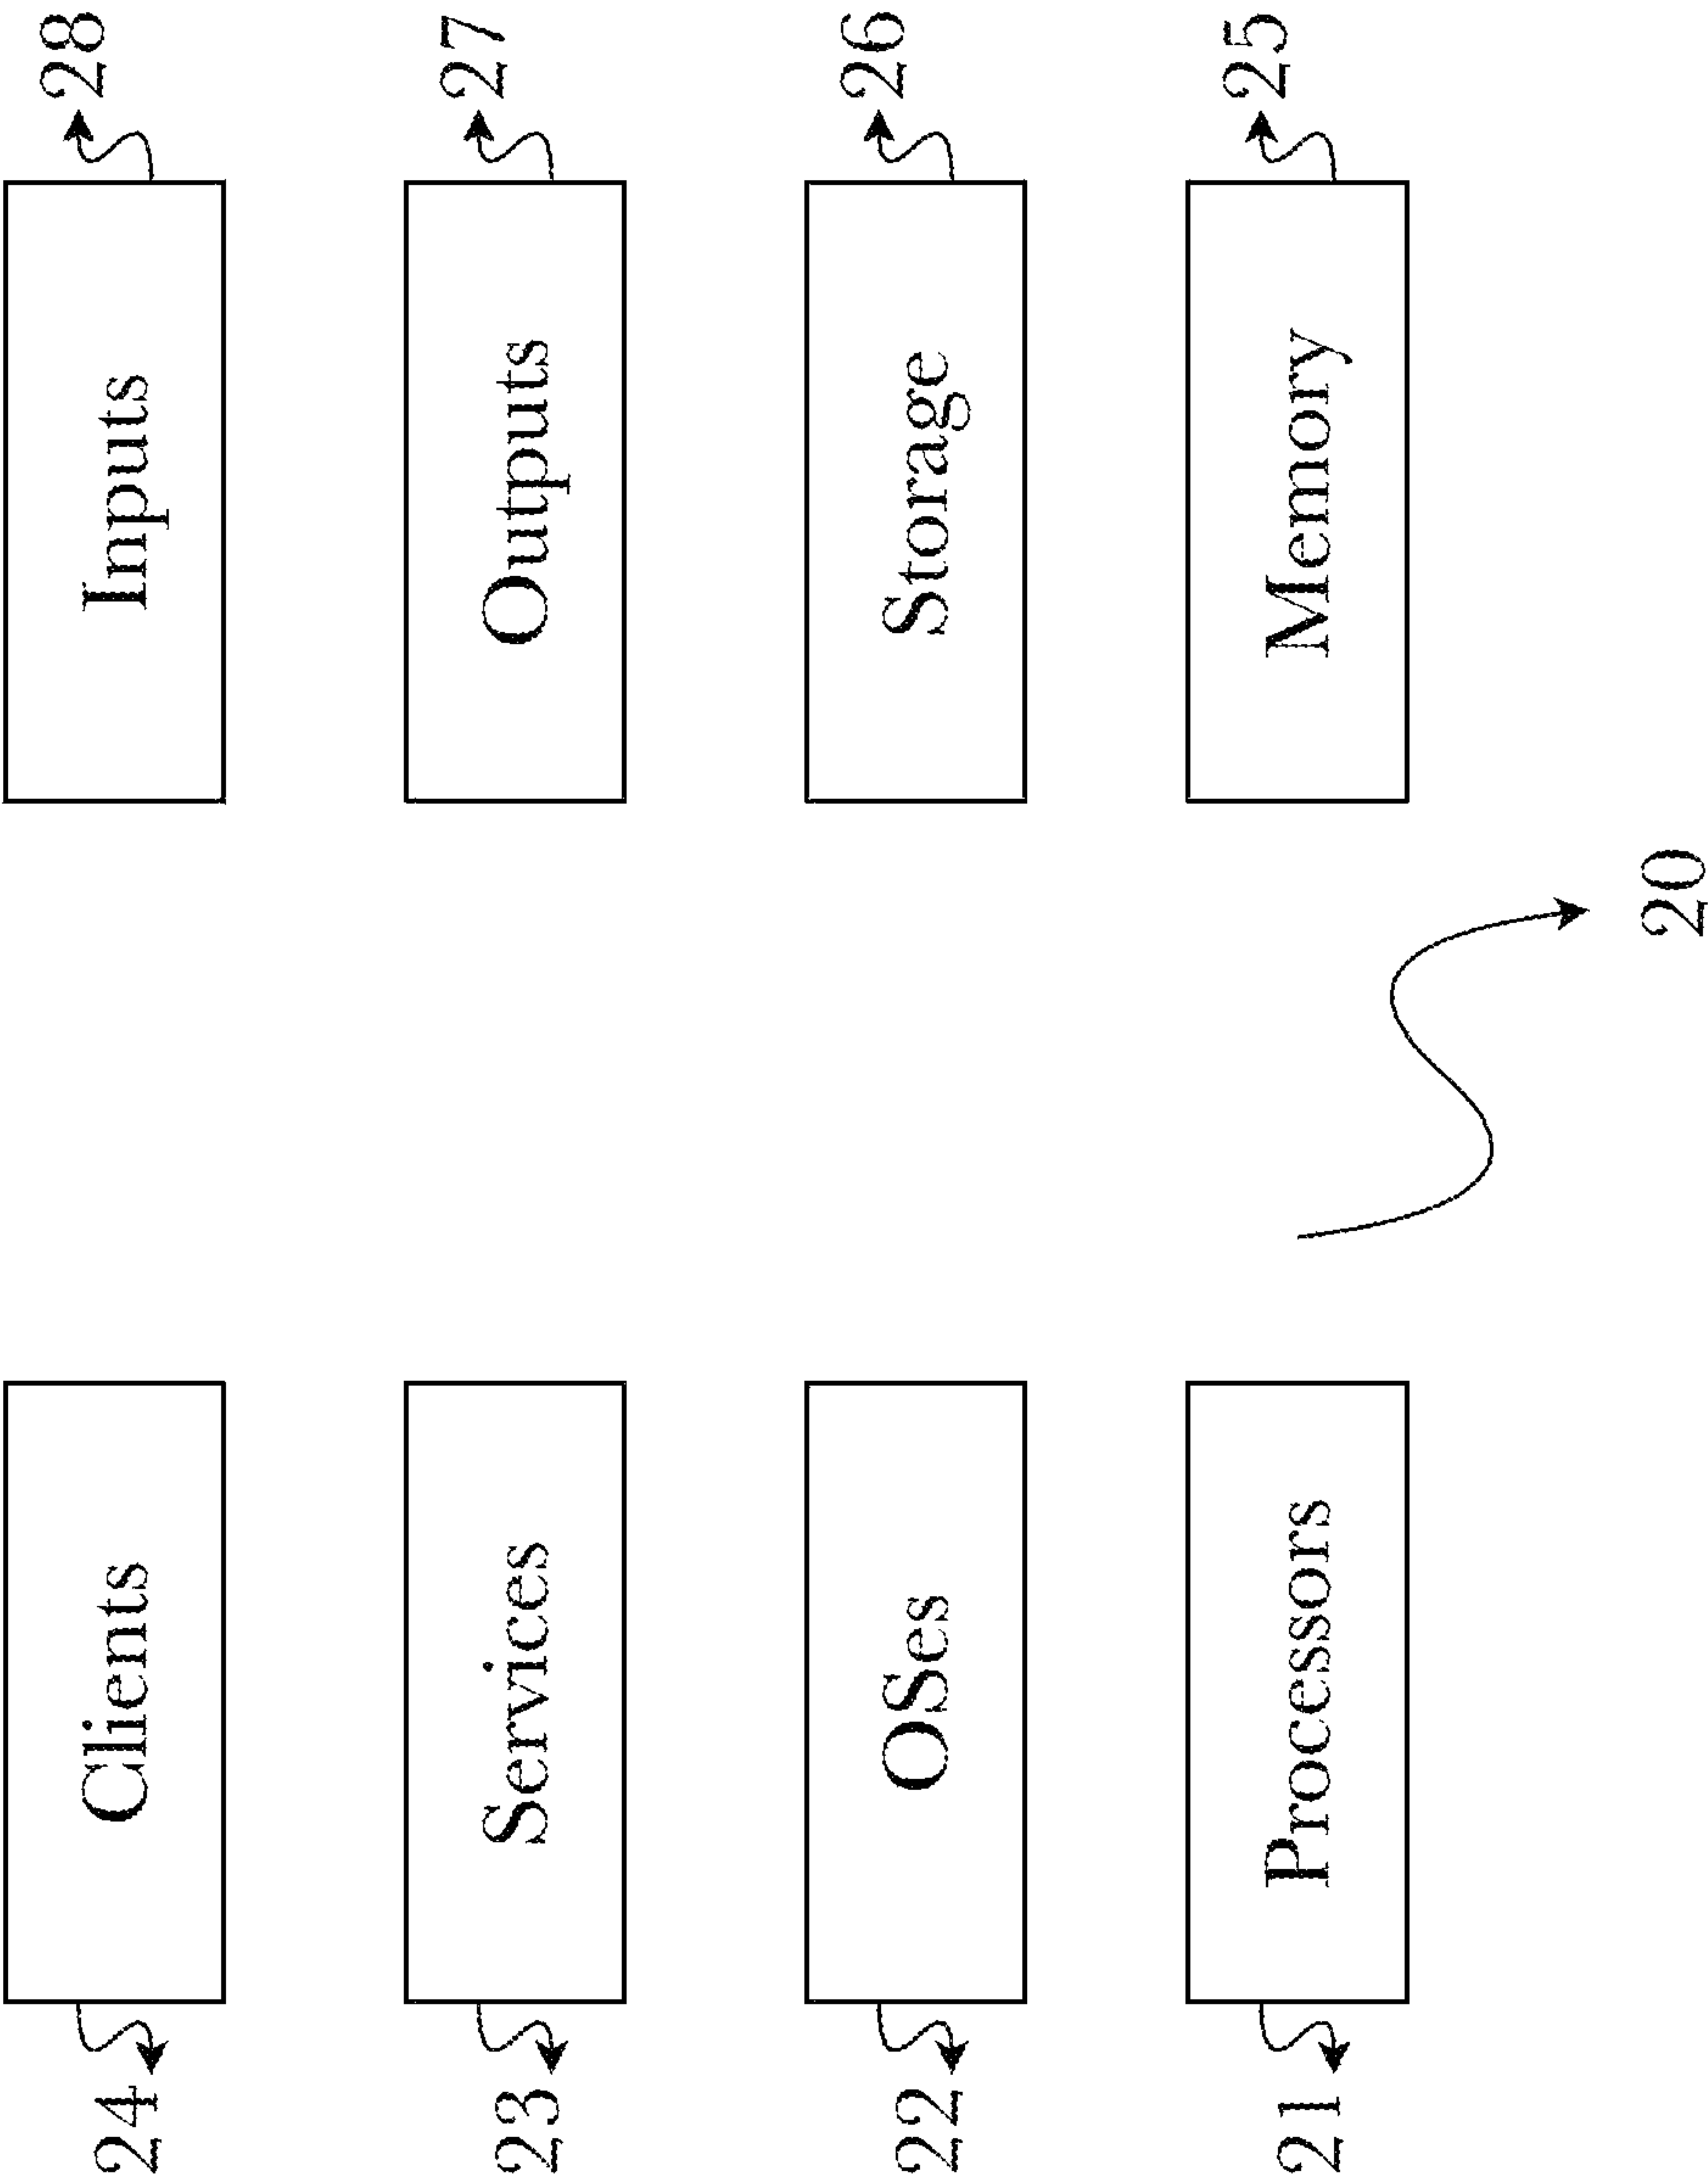 24
Clients
Inputs
28
23
Services
Outputs
27
22
OSes
Storage
26
21
Processors
Memory
25
20